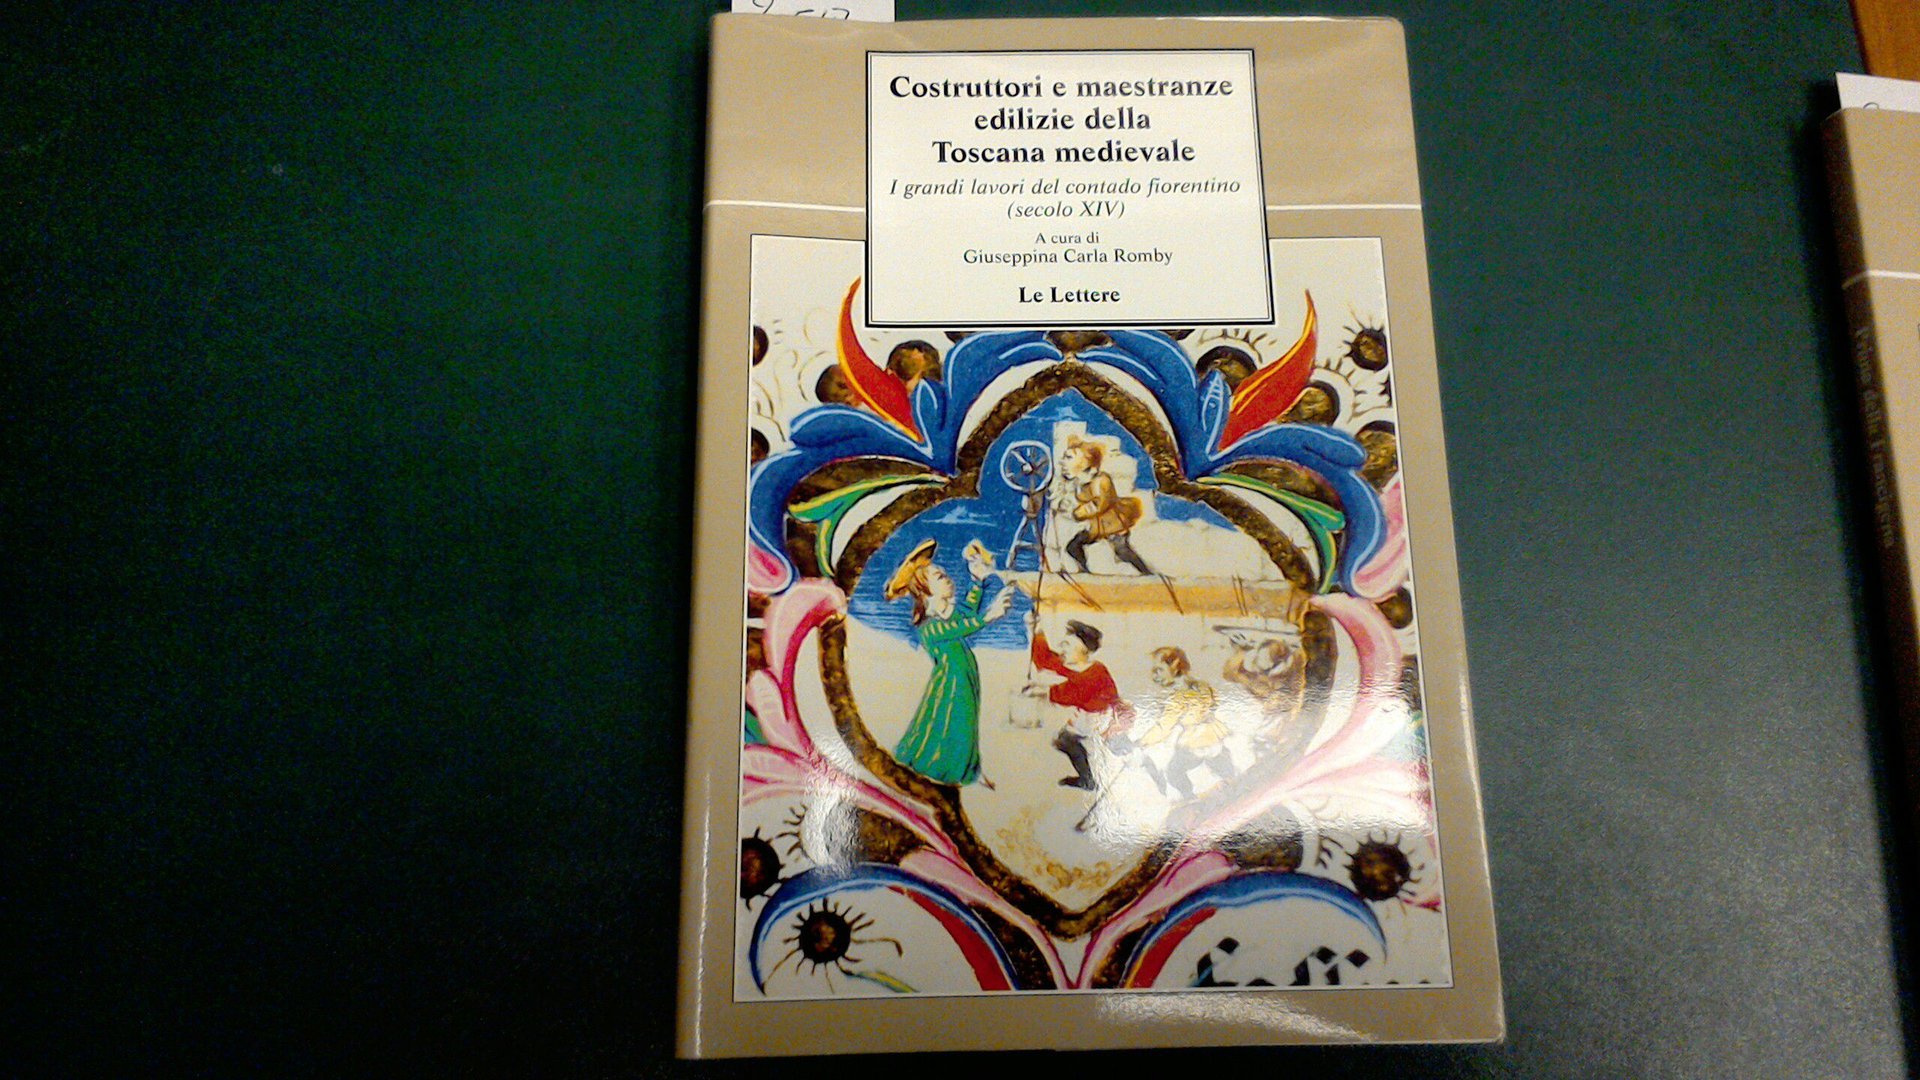 Costruttori e maestranze
edilizie della
Toscana medievale
I grandi lavori del contado fiorentino
(secolo XIV)
A cura di
Giuseppina Carla Romby
Le Lettere